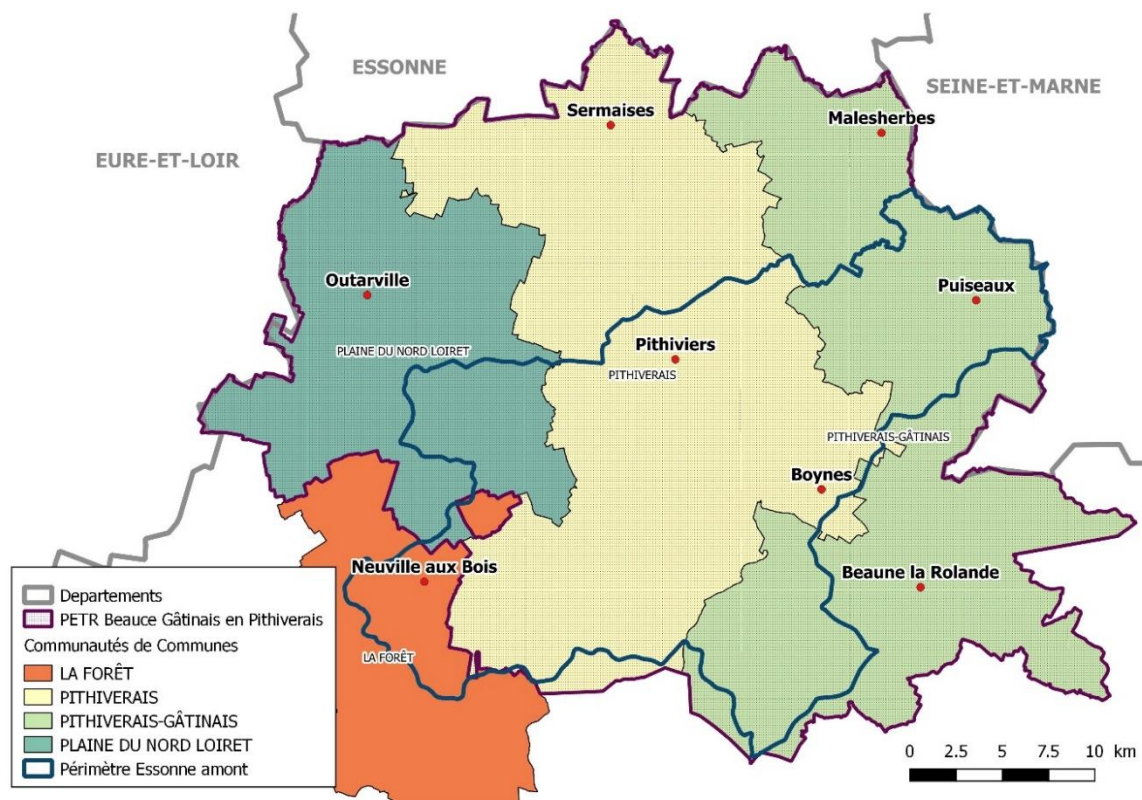 ESSONNE
SEINE-ET-MARNE
EURE-ET-LOIR
Sermaises
Malesherbes
Outarville
Puiseaux
PLAINE DU NORD LOIRET
Pithiviers
PITHIVERAIS
PITHIVERAIS-GÂTINAIS
Boynes
Neuville aux Bois
Beaune la Rolande
LA FORÊT
Departements
PETR Beauce Gâtinais en Pithiverais
Communautés de Communes
LA FORÊT
PITHIVERAIS
PITHIVERAIS-GÂTINAIS
PLAINE DU NORD LOIRET
Périmètre Essonne amont
0 2.5 5 7.5 10 km